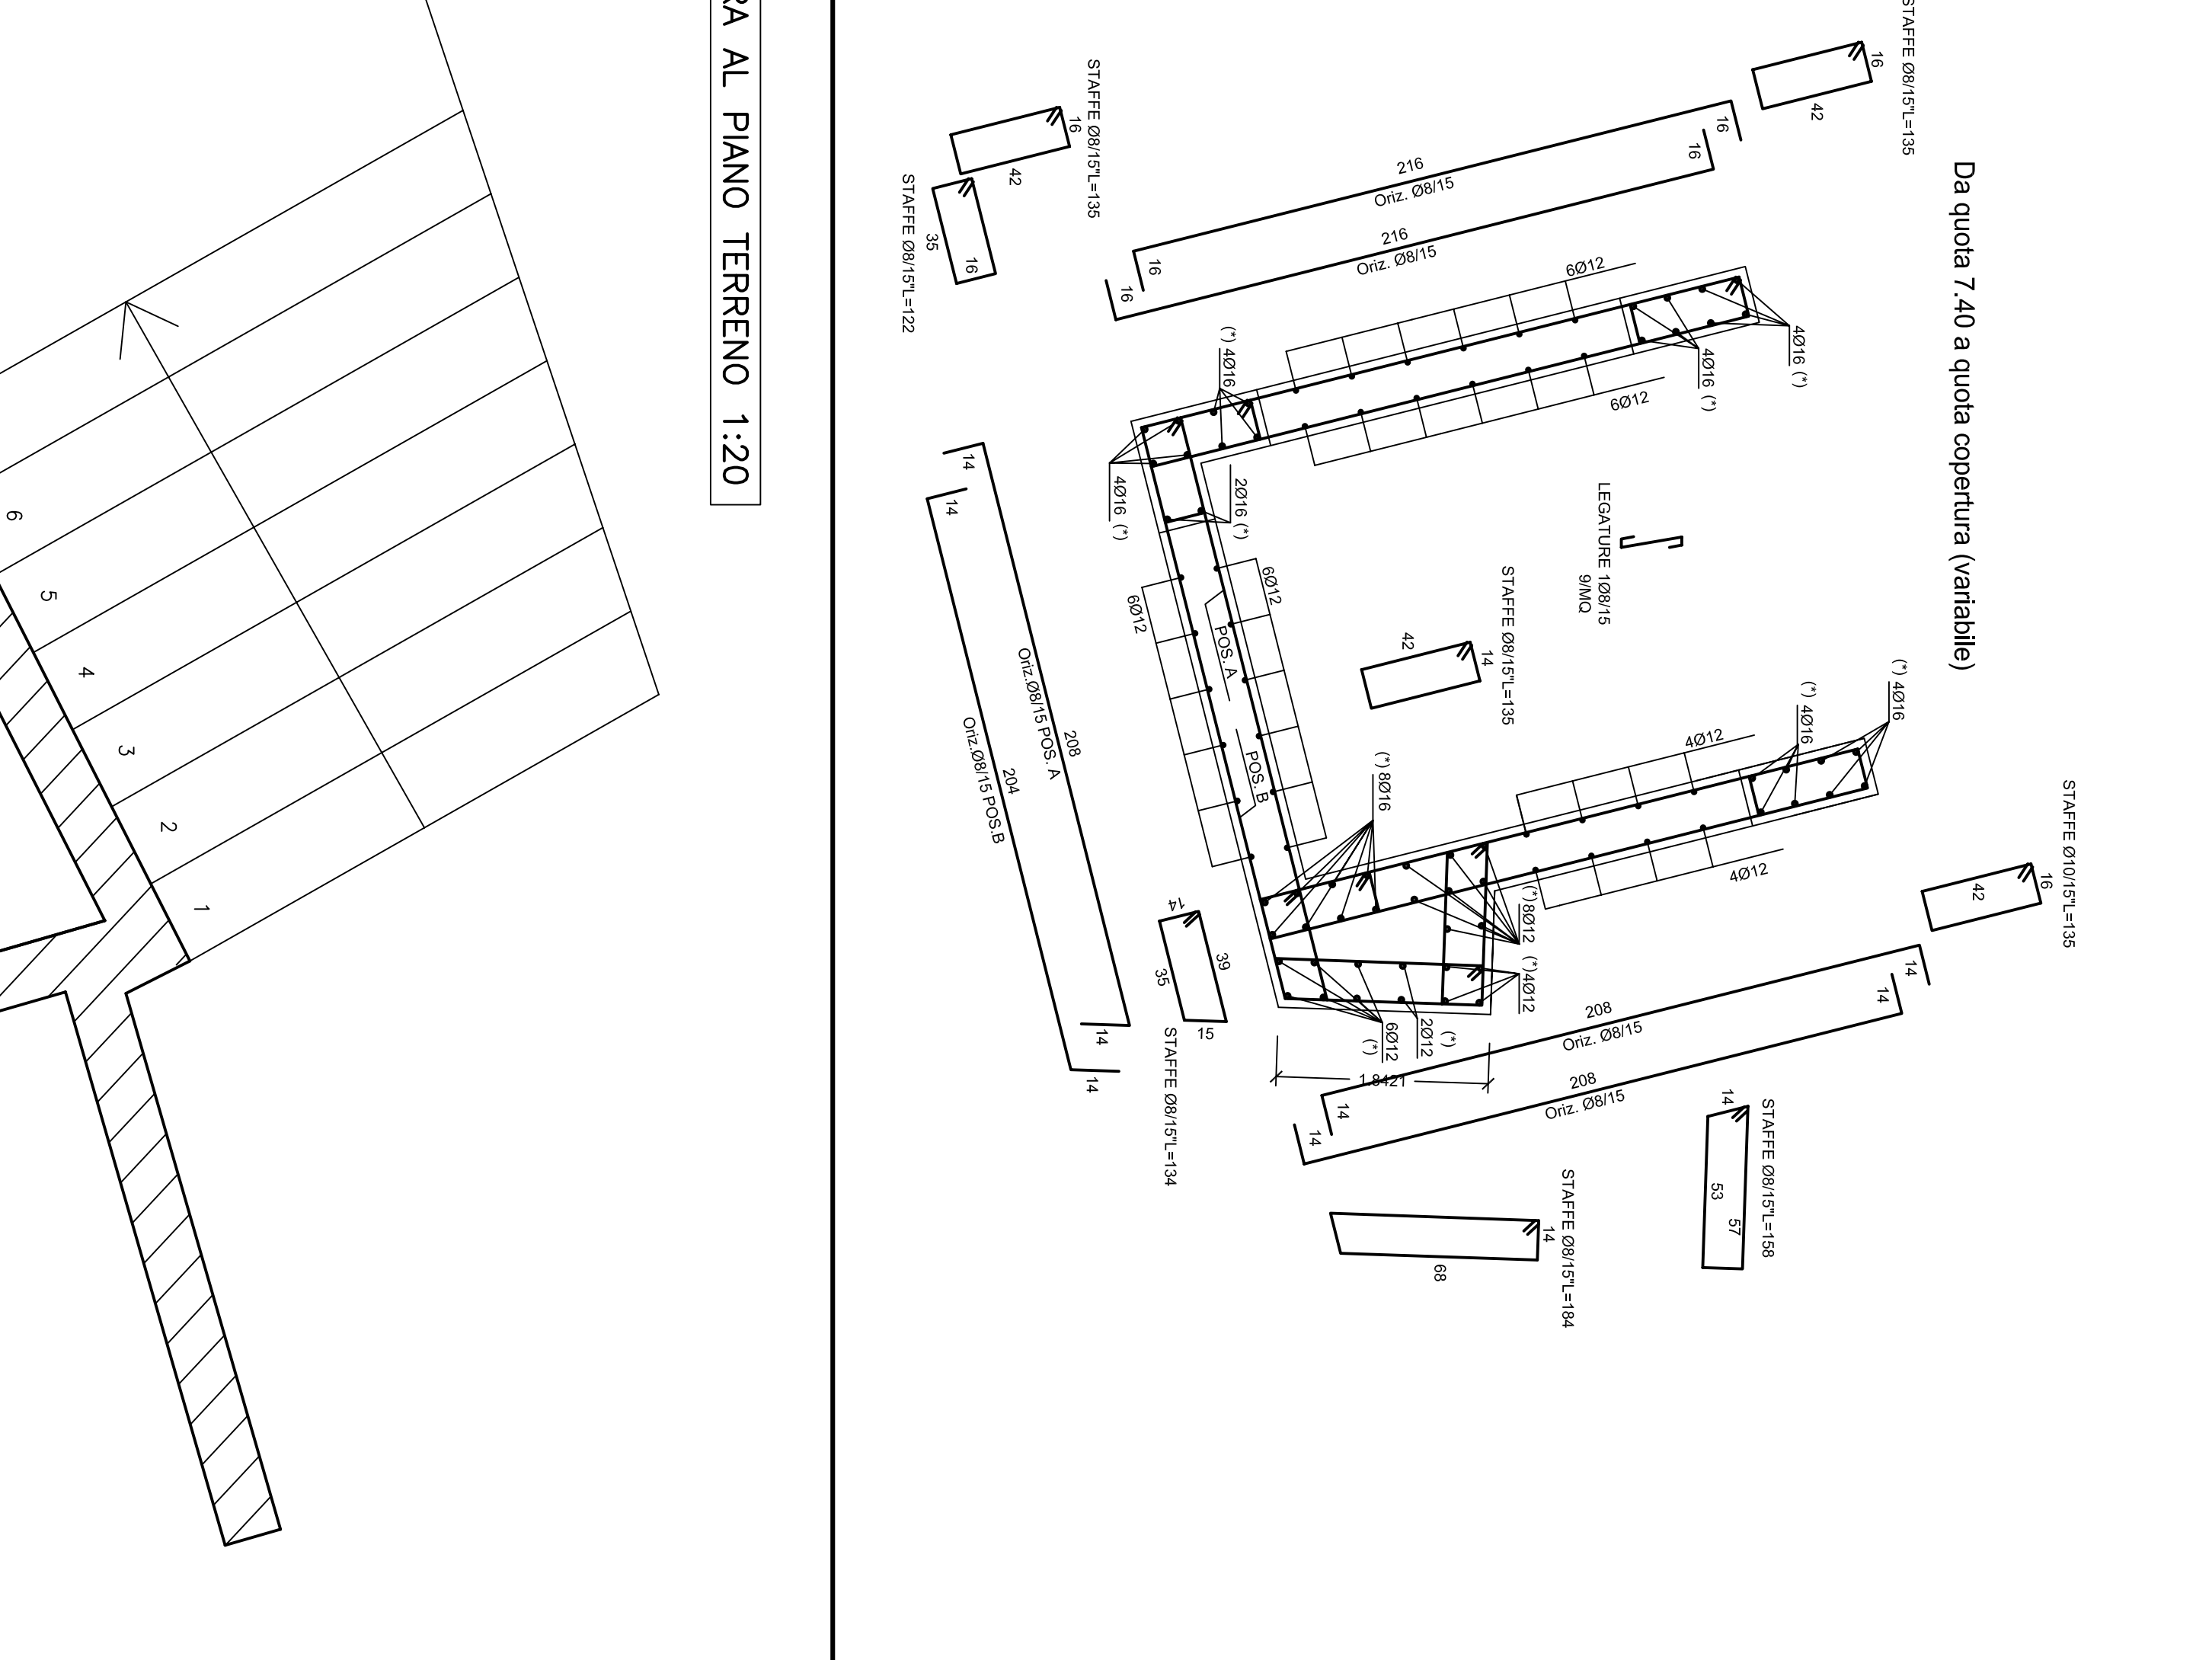 Da quota 7.40 a quota copertura (variabile)
STAFFE Ø8/15"L=135
16
42
STAFFE Ø8/15"L=135
16
42
STAFFE Ø8/15"L=122
35
16
216
Oriz. Ø8/15
16
16
216
Oriz. Ø8/15
16
16
6Ø12
6Ø12
4Ø16 (*)
4Ø16 (*)
(*) 4Ø16
4Ø16 (*)
2Ø16 (*)
6Ø12
6Ø12
POS. A
POS. B
LEGATURE 1Ø8/15
9/MQ
STAFFE Ø8/15"L=135
14
42
(*) 4Ø16
(*) 4Ø16
4Ø12
4Ø12
(*) 8Ø16
(*)8Ø12
(*)4Ø12
(*)
2Ø12
6Ø12
(*)
1.8421
STAFFE Ø10/15"L=135
16
42
208
Oriz. Ø8/15
14
14
208
Oriz. Ø8/15
14
14
14
14
208
Oriz.Ø8/15 POS. A
204
Oriz.Ø8/15 POS.B
14
14
14
39
35
15
STAFFE Ø8/15"L=134
14
53
57
STAFFE Ø8/15"L=158
14
68
STAFFE Ø8/15"L=184
RA AL PIANO TERRENO 1:20
6
5
4
3
2
1